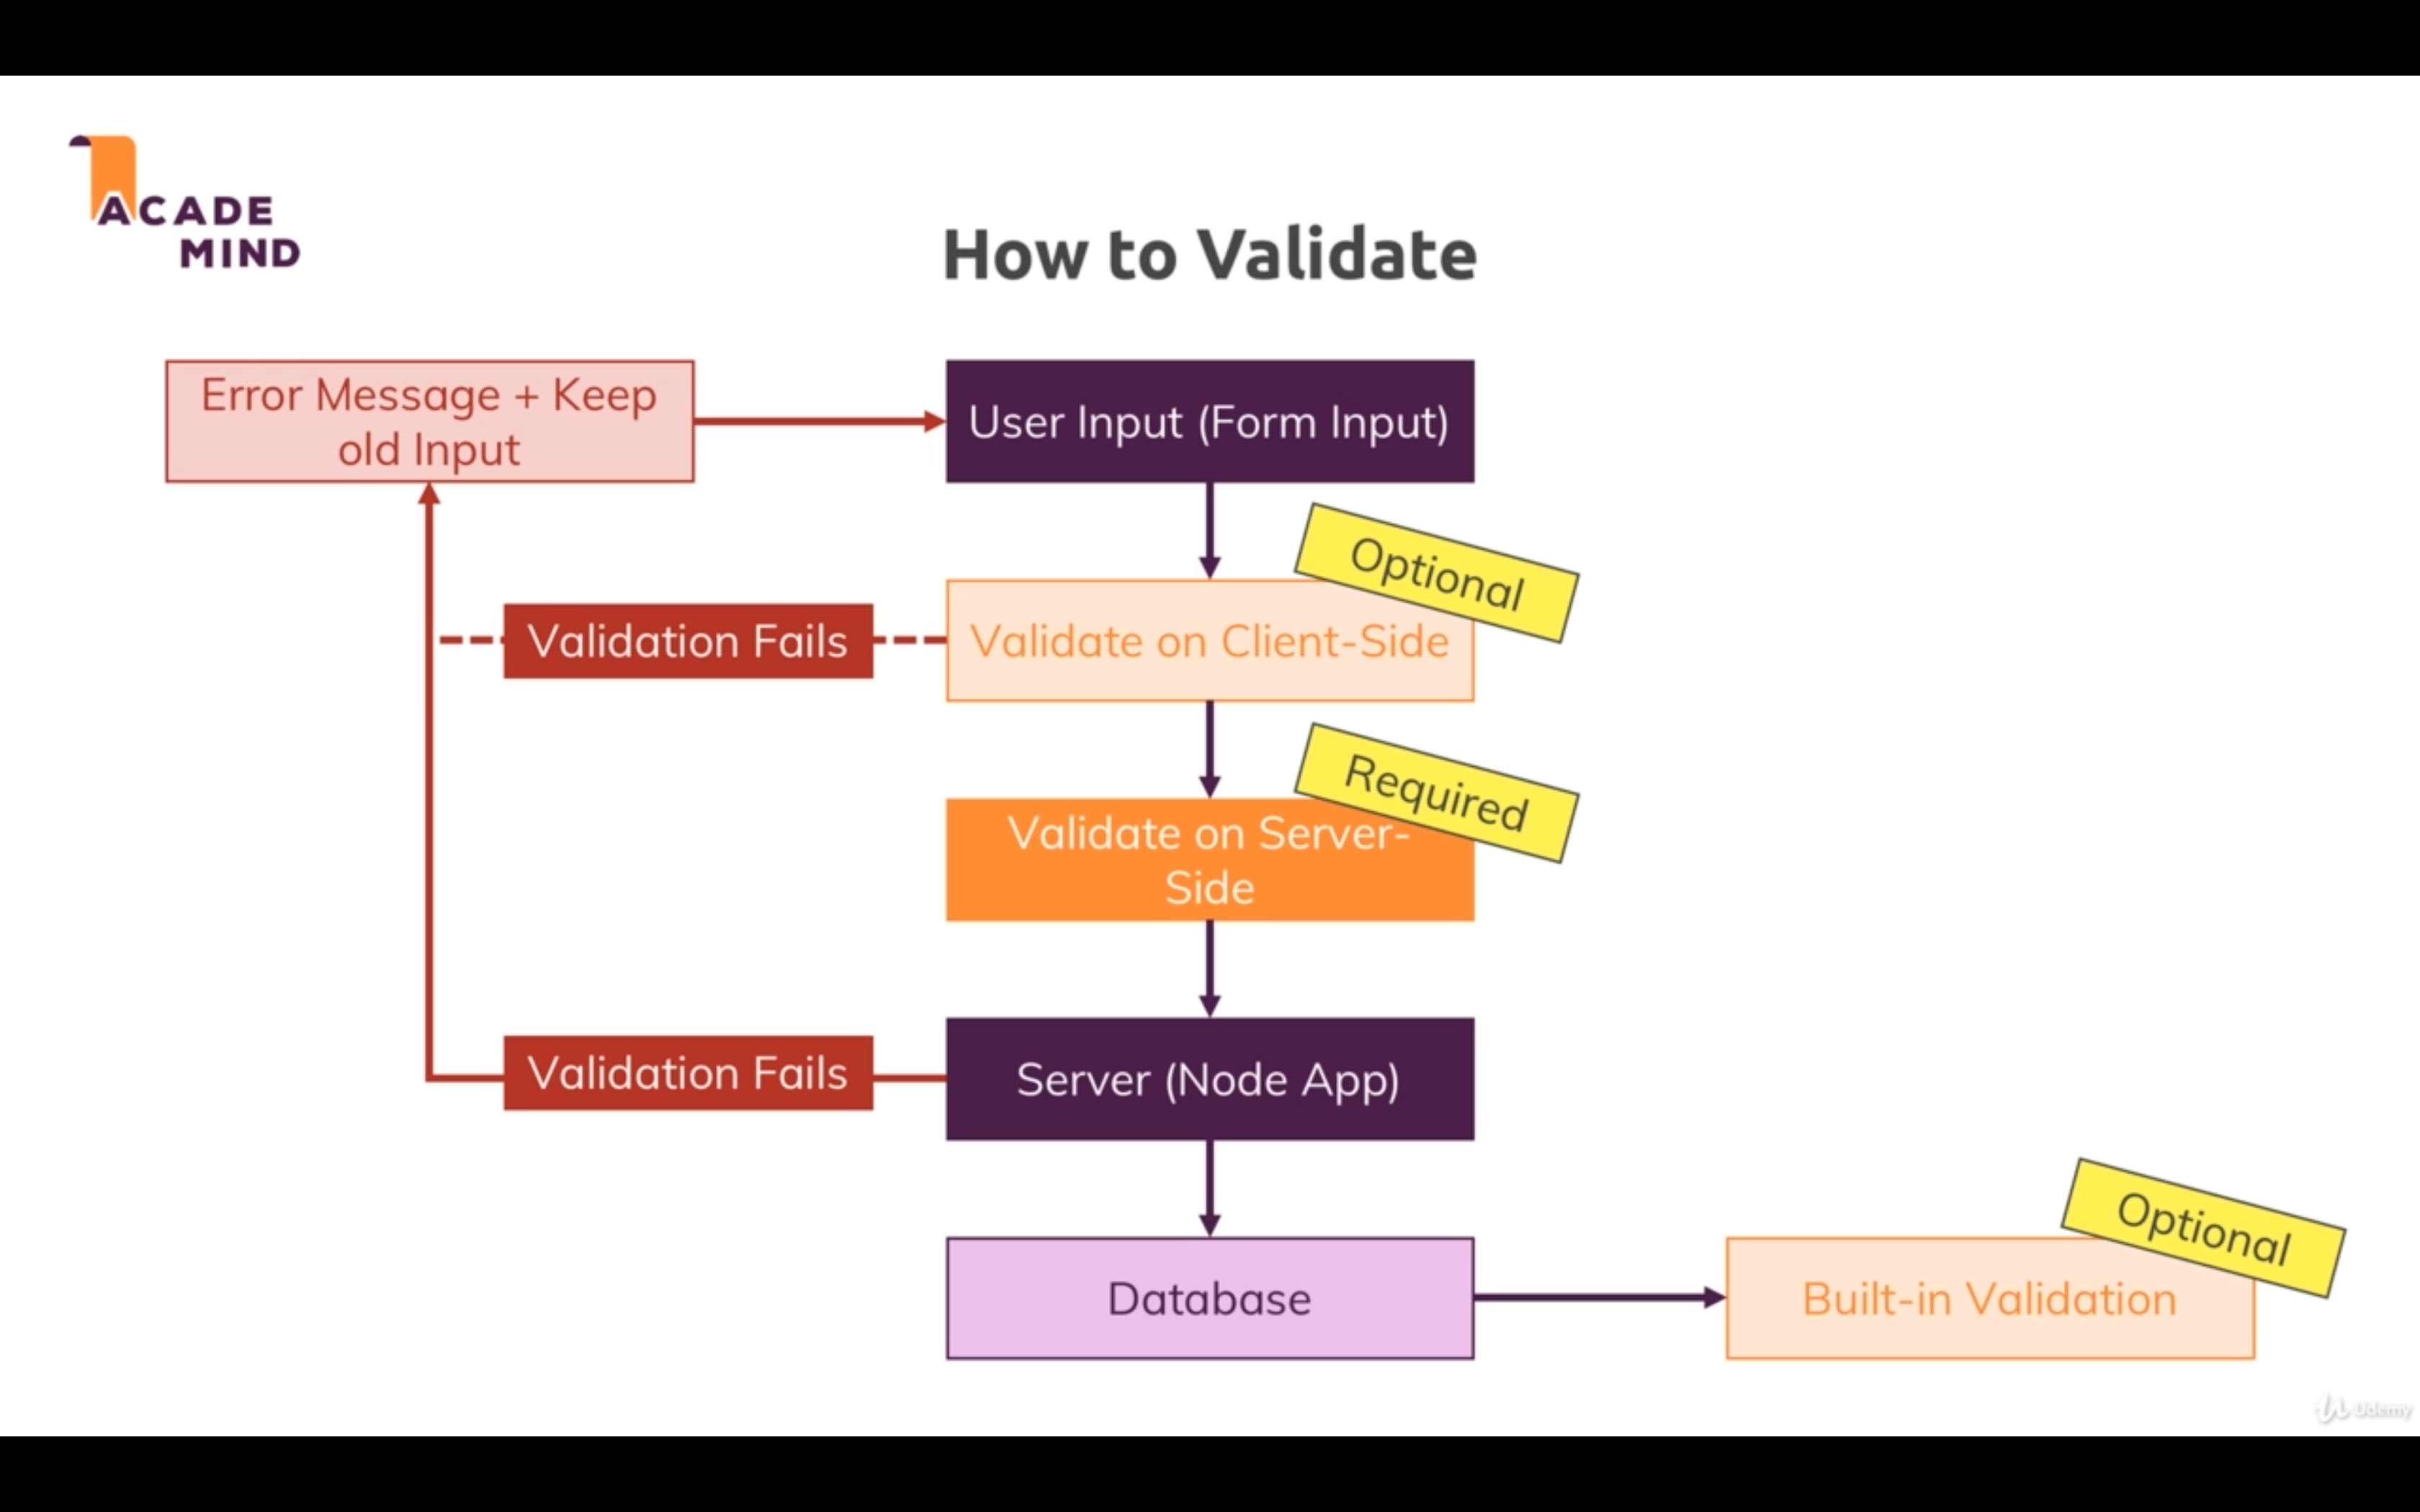 ACADE
MIND
How to Validate
Error Message + Keep
old Input
User Input (Form Input)
Optional
Validation Fails
Validate on Client-Side
Required
Validate on Server-
Side
Validation Fails
Server (Node App)
Optional
Database
Built-in Validation
Udemy